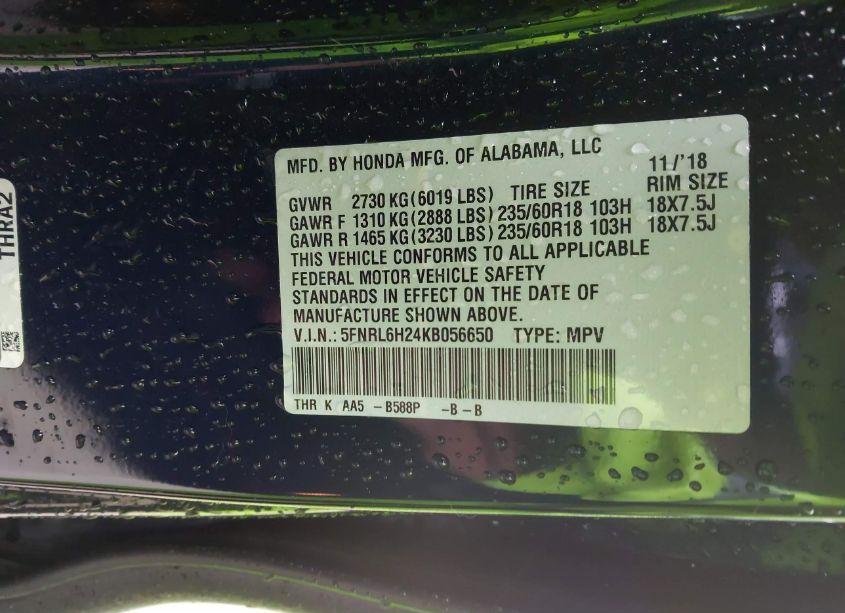 MFD. BY HONDA MFG. OF ALABAMA, LLC 11/'18
GVWR 2730 KG(6019 LBS) TIRE SIZE RIM SIZE
GAWR F 1310 KG(2888 LBS) 235/60R18 103H 18X7.5J
GAWR R 1465 KG(3230 LBS) 235/60R18 103H 18X7.5J
THIS VEHICLE CONFORMS TO ALL APPLICABLE
FEDERAL MOTOR VEHICLE SAFETY
STANDARDS IN EFFECT ON THE DATE OF
MANUFACTURE SHOWN ABOVE.
V.I.N.: 5FNRL6H24KB056650 TYPE: MPV
THR K AA5 -B588P -B-B
THRA2